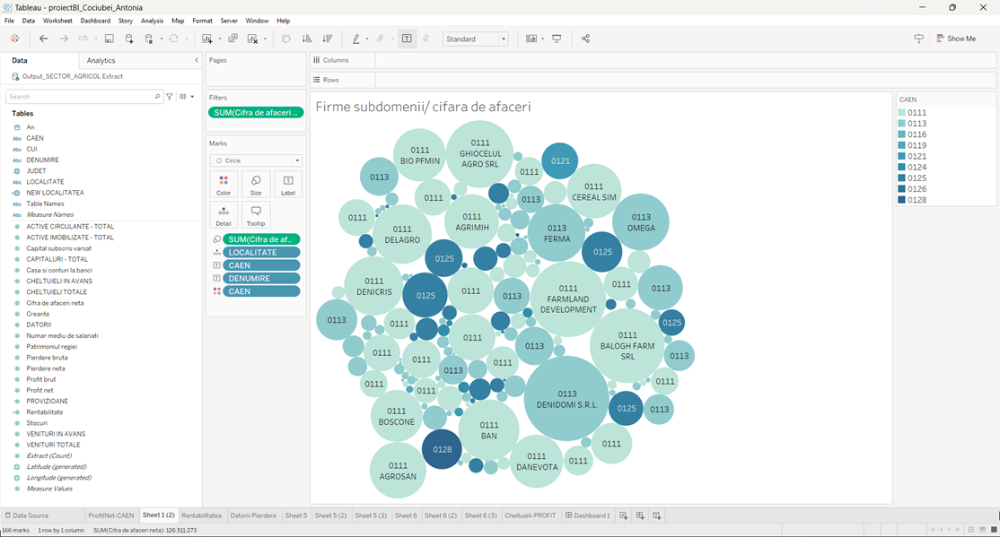 Tableau - proiectBI_Cociubei_Antonia
File Data Worksheet Dashboard Story Analysis Map Format Server Window Help
Standard
Show Me
Data
Analytics
Output_SECTOR_AGRICOL Extract
Search
Tables
An
Abc CAEN
Abc CUI
Abc DENUMIRE
JUDET
Abc LOCALITATE
NEW LOCALITATEA
Abc Table Names
Abc Measure Names
ACTIVE CIRCULANTE - TOTAL
ACTIVE IMOBILIZATE - TOTAL
Capital subscris varsat
CAPITALURI - TOTAL
Casa si conturi la banci
CHELTUIELI IN AVANS
CHELTUIELI TOTALE
Cifra de afaceri neta
Creante
DATORII
Numar mediu de salariati
Patrimoniul regiei
Pierdere bruta
Pierdere neta
Profit brut
Profit net
PROVIZIOANE
Rentabilitate
Stocuri
VENITURI IN AVANS
VENITURI TOTALE
Extract (Count)
Latitude (generated)
Longitude (generated)
Measure Values
Pages
Filters
SUM(Cifra de afaceri ..
Marks
Circle
Color
Size
Label
Detail
Tooltip
SUM(Cifra de af..
LOCALITATE
CAEN
DENUMIRE
CAEN
Columns
Rows
Firme subdomenii/ cifara de afaceri
0111
BIO PFMIN
0111
GHIOCELUL
AGRO SRL
0121
0113
0111
0111
CEREAL SIM
0111
0113
0111
0111
AGRIMIH
0113
FERMA
0113
OMEGA
0111
DELAGRO
0125
0125
0111
DENICRIS
0125
0111
0113
0111
FARMLAND
DEVELOPMENT
0111
0113
0113
0111
0125
0111
0111
BALOGH FARM
SRL
0113
0113
0111
0111
0113
0111
0111
0111
0111
0113
DENIDOMI S.R.L.
0125
0113
0111
BOSCONE
0111
BAN
0128
0111
0111
AGROSAN
0111
DANEVOTA
0111
CAEN
0111
0113
0116
0119
0121
0124
0125
0126
0128
Data Source
ProfitNet-CAEN
Sheet 1 (2)
Rentabilitatea
Datorii-Pierdere
Sheet 5
Sheet 5 (2)
Sheet 5 (3)
Sheet 6
Sheet 6 (2)
Sheet 6 (3)
Cheltuieli-PROFIT
Dashboard 1
166 marks 1 row by 1 column SUM(Cifra de afaceri neta): 126.511.273